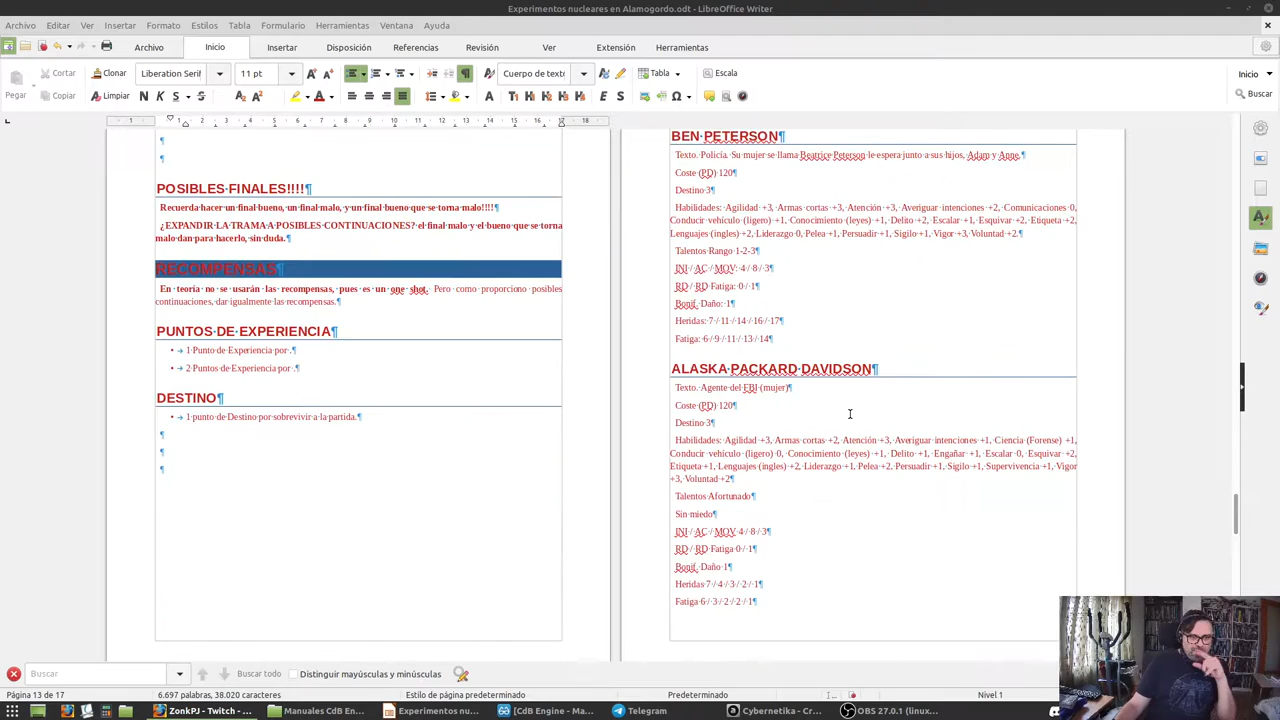 Experimentos nucleares en Alamogordo.odt - LibreOffice Writer
Archivo Editar Ver Insertar Formato Estilos Tabla Formulario Herramientas Ventana Ayuda
Archivo Inicio Insertar Disposición Referencias Revisión Ver Extensión Herramientas
Pegar
Cortar
Copiar
Clonar
Limpiar
Liberation Serif
11 pt
Cuerpo de texto
Tabla
Escala
Inicio
Buscar
POSIBLES·FINALES!!!!¶
Recuerda·hacer·un·final·bueno,·un·final·malo,·y·un·final·bueno·que·se·torna·malo!!!!¶
¿EXPANDIR·LA·TRAMA·A·POSIBLES·CONTINUACIONES?·el·final·malo·y·el·bueno·que·se·torna·
malo·dan·para·hacerlo,·sin·duda.¶
RECOMPENSAS¶
En·teoría·no·se·usarán·las·recompensas,·pues·es·un·one·shot.·Pero·como·proporciono·posibles·
continuaciones,·dar·igualmente·las·recompensas.¶
PUNTOS·DE·EXPERIENCIA¶
• 1·Punto·de·Experiencia·por·.¶
• 2·Puntos·de·Experiencia·por·.¶
DESTINO¶
• 1·punto·de·Destino·por·sobrevivir·a·la·partida.¶
BEN·PETERSON¶
Texto.·Policía.·Su·mujer·se·llama·Beatrice·Peterson·le·espera·junto·a·sus·hijos,·Adam·y·Anne.¶
Coste·(PD)·120¶
Destino·3¶
Habilidades:·Agilidad·+3,·Armas·cortas·+3,·Atención·+3,·Averiguar·intenciones·+2,·Comunicaciones·0,·
Conducir·vehículo·(ligero)·+1,·Conocimiento·(leyes)·+1,·Delito·+2,·Escalar·+1,·Esquivar·+2,·Etiqueta·+2,·
Lenguajes·(ingles)·+2,·Liderazgo·0,·Pelea·+1,·Persuadir·+1,·Sigilo·+1,·Vigor·+3,·Voluntad·+2.¶
Talentos·Rango·1-2-3¶
INI·/·AC·/·MOV:·4·/·8·/·3¶
RD·/·RD·Fatiga:·0·/·1¶
Bonif.·Daño:·1¶
Heridas:·7·/·11·/·14·/·16·/·17¶
Fatiga:·6·/·9·/·11·/·13·/·14¶
ALASKA·PACKARD·DAVIDSON¶
Texto.·Agente·del·FBI·(mujer)¶
Coste·(PD)·120¶
Destino·3¶
Habilidades:·Agilidad·+3,·Armas·cortas·+2,·Atención·+3,·Averiguar·intenciones·+1,·Ciencia·(Forense)·+1,·
Conducir·vehículo·(ligero)·0,·Conocimiento·(leyes)·+1,·Delito·+1,·Engañar·+1,·Escalar·0,·Esquivar·+2,·
Etiqueta·+1,·Lenguajes·(ingles)·+2,·Liderazgo·+1,·Pelea·+2,·Persuadir·+1,·Sigilo·+1,·Supervivencia·+1,·Vigor·
+3,·Voluntad·+2¶
Talentos·Afortunado¶
Sin·miedo¶
INI·/·AC·/·MOV·4·/·8·/·3¶
RD·/·RD·Fatiga·0·/·1¶
Bonif.·Daño·1¶
Heridas·7·/·4·/·3·/·2·/·1¶
Fatiga·6·/·3·/·2·/·2·/·1¶
Buscar
Buscar todo
Distinguir mayúsculas y minúsculas
Página 13 de 17
6.697 palabras, 38.020 caracteres
Estilo de página predeterminado
Predeterminado
Nivel 1
ZonkPJ - Twitch - ...
Manuales CdB En...
Experimentos nu...
[CdB Engine - Ma...
Telegram
Cybernetika - Cr...
OBS 27.0.1 (linux...